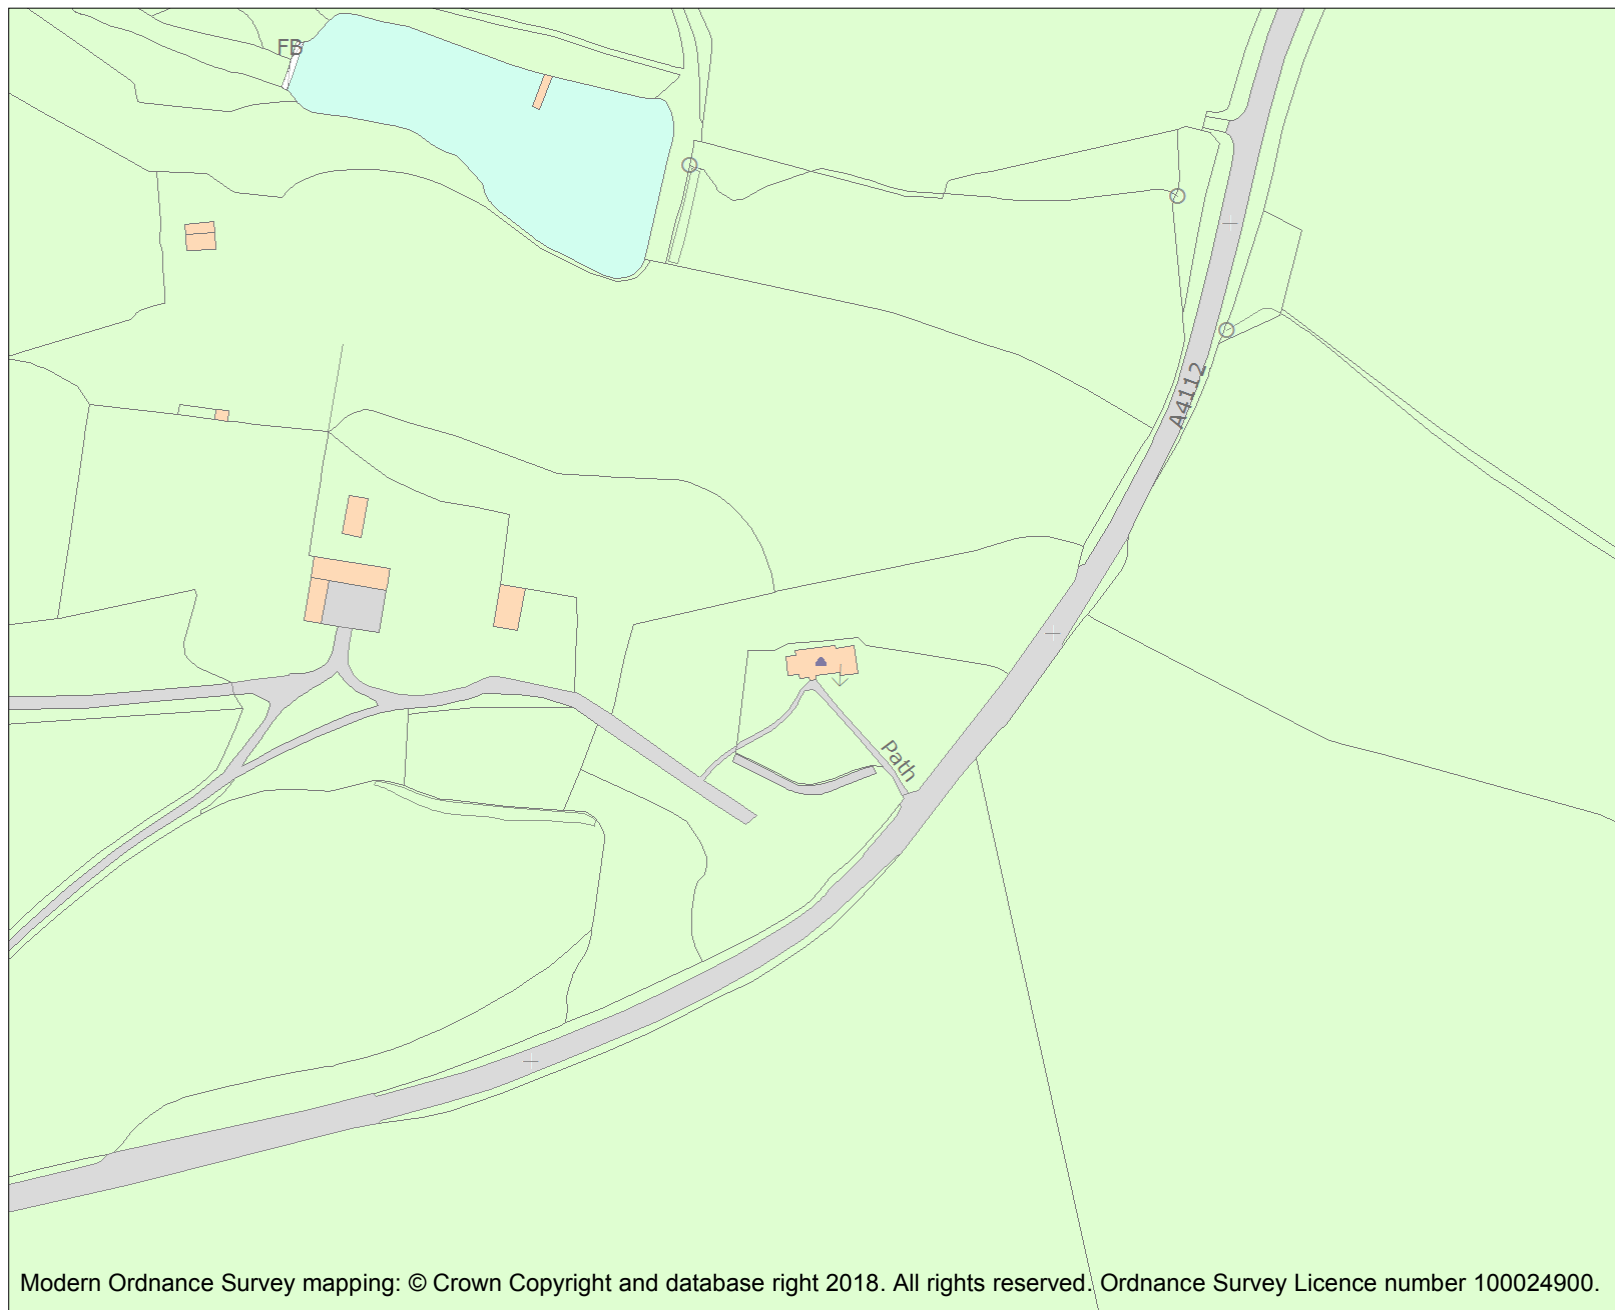 FB
A4112
Path
Modern Ordnance Survey mapping: © Crown Copyright and database right 2018. All rights reserved. Ordnance Survey Licence number 100024900.